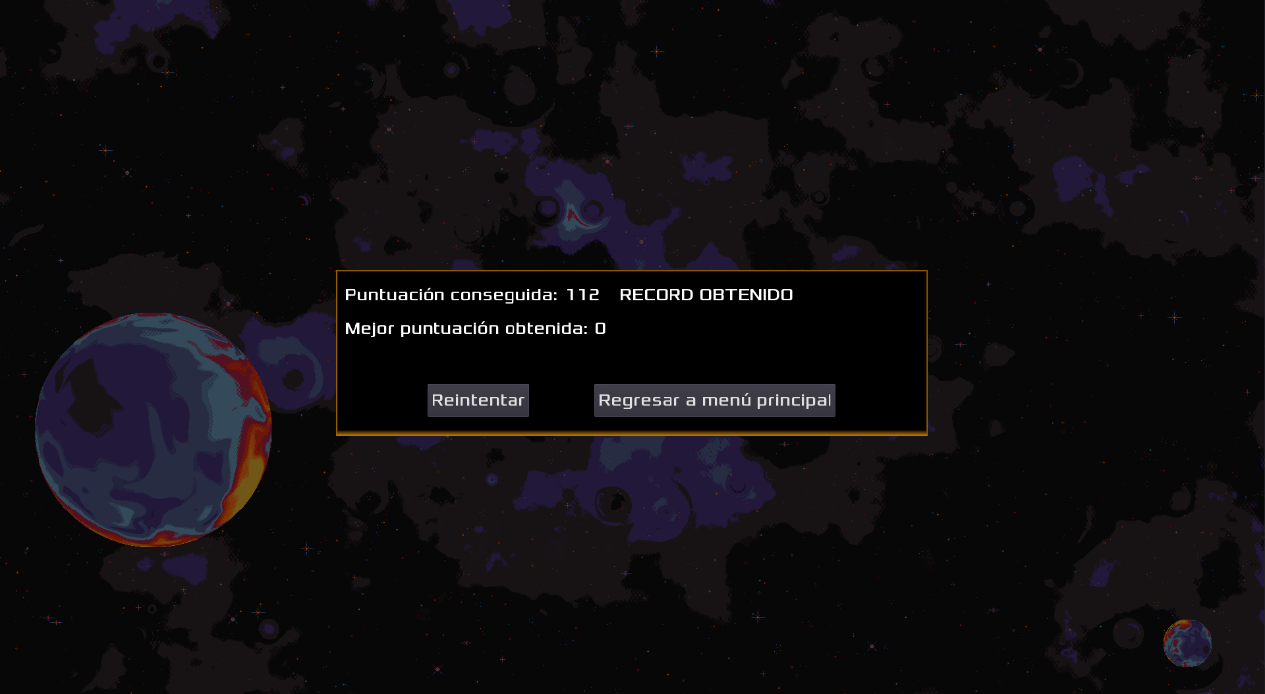 Puntuación conseguida: 112 RECORD OBTENIDO
Mejor puntuación obtenida: 0
Reintentar Regresar a menú principal